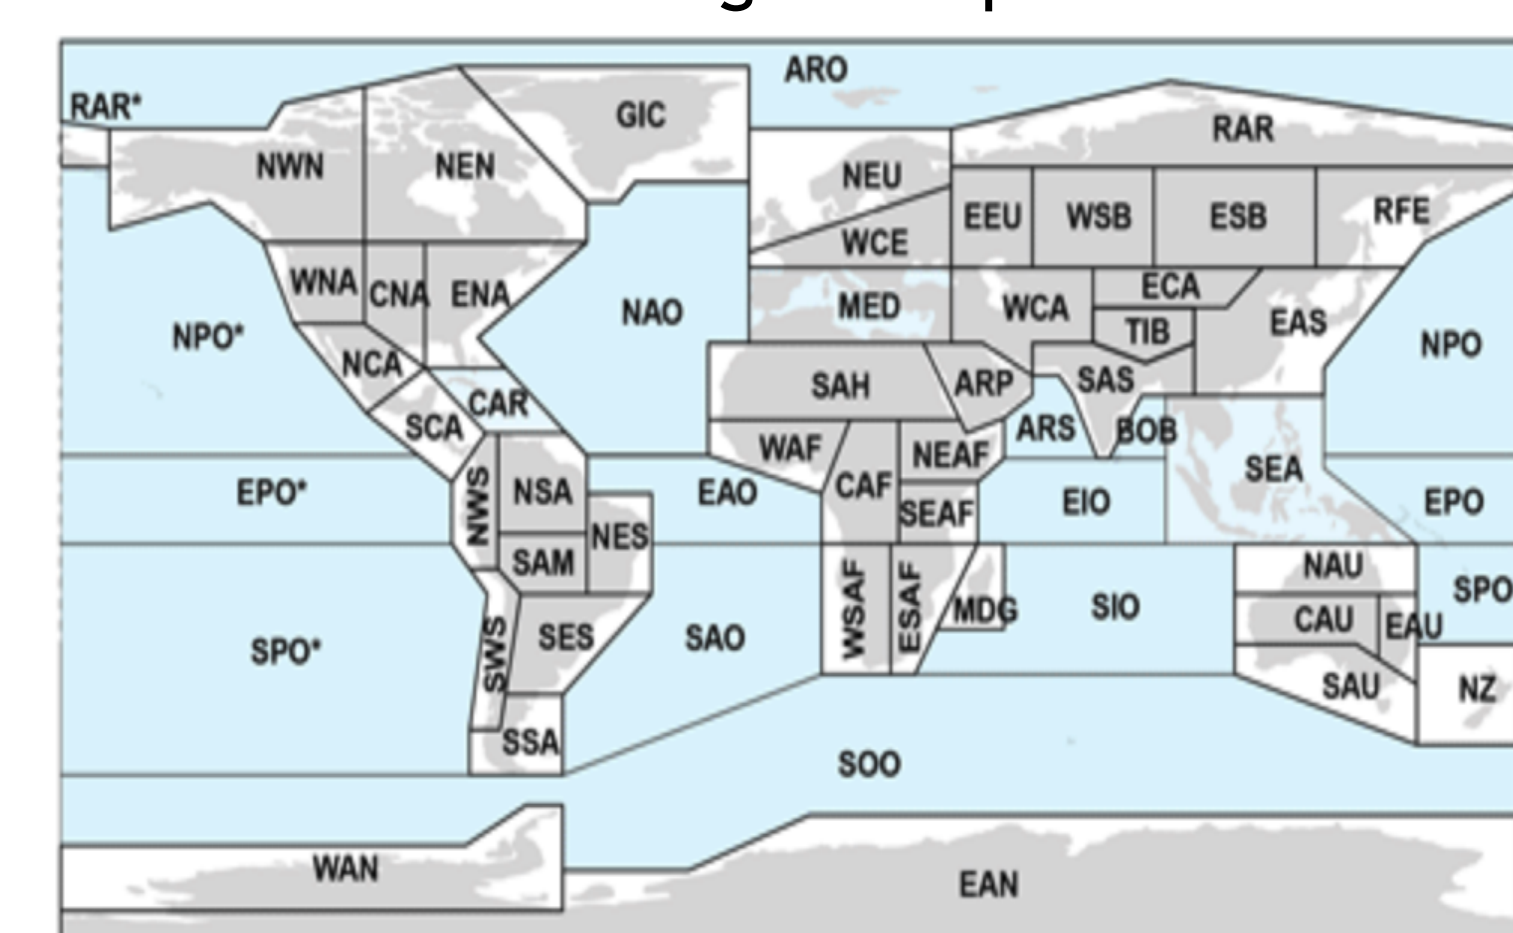 ARO
RAR*
GIC
RAR
NWN
NEN
NEU
EEU
WSB
ESB
RFE
WCE
WNA
CNA
ENA
ECA
NPO*
NAO
MED
WCA
TIB
EAS
NPO
NCA
SAH
ARP
SAS
CAR
SCA
WAF
NEAF
ARS
BOB
SEA
EPO*
NWS
NSA
EAO
CAF
SEAF
EIO
EPO
NES
SAM
NAU
SPO
WSAF
ESAF
MDG
SIO
CAU
EAU
SPO*
SWS
SES
SAO
SAU
NZ
SSA
SOO
WAN
EAN